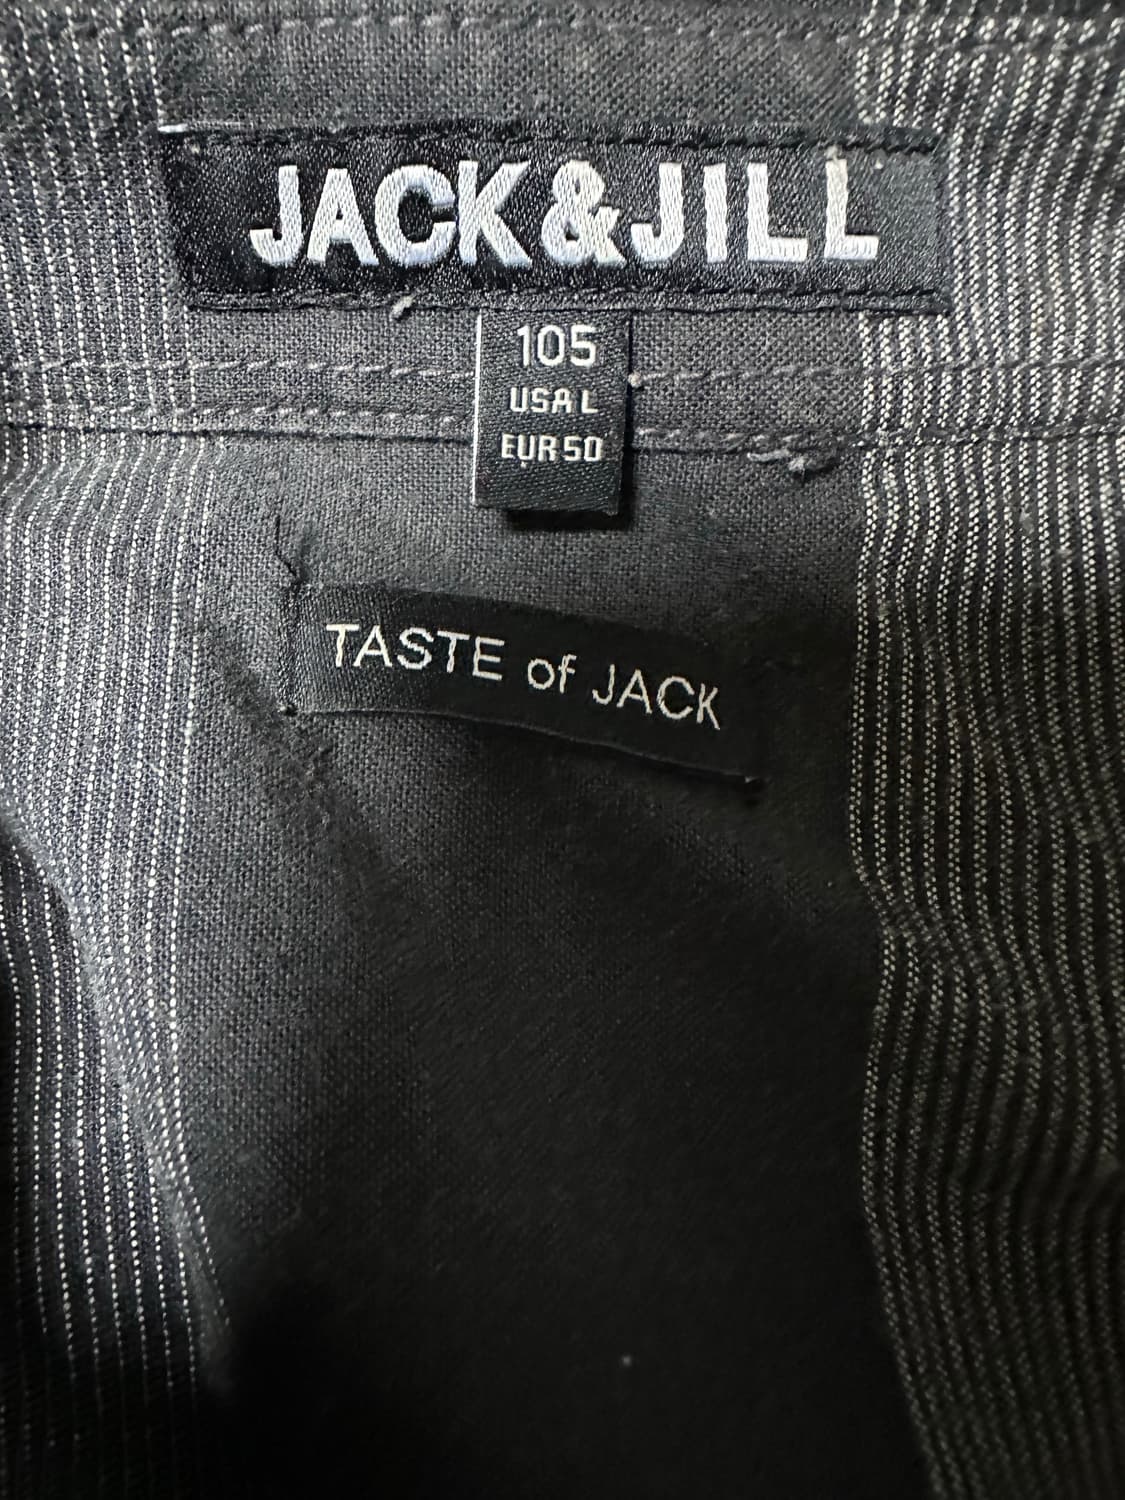 JACK&JILL
105
USA L
EUR 50
TASTE of JACK